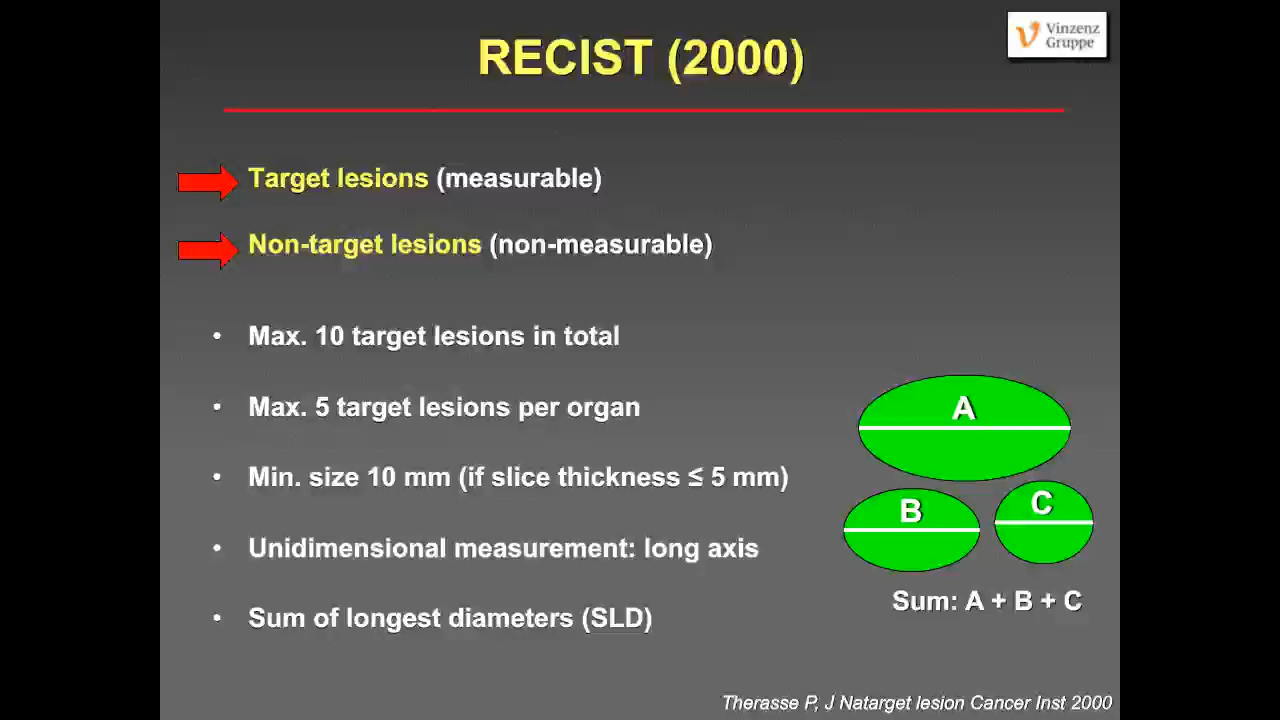 RECIST (2000)
Vinzenz
Gruppe
Target lesions (measurable)
Non-target lesions (non-measurable)
• Max. 10 target lesions in total
• Max. 5 target lesions per organ
• Min. size 10 mm (if slice thickness ≤ 5 mm)
• Unidimensional measurement: long axis
• Sum of longest diameters (SLD)
A
B
C
Sum: A + B + C
Therasse P, J Natarget lesion Cancer Inst 2000